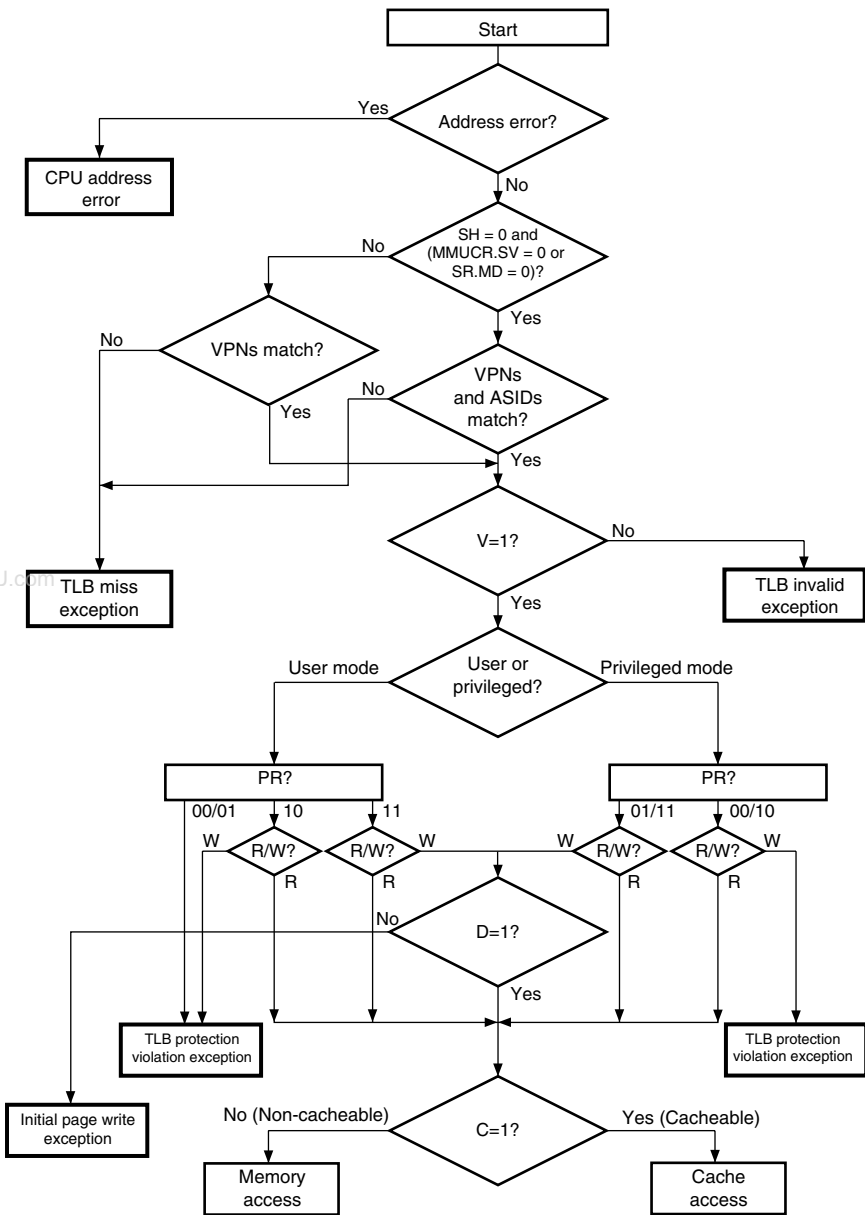 Start
Address error?
Yes
CPU address
error
No
SH = 0 and
(MMUCR.SV = 0 or
SR.MD = 0)?
No
Yes
VPNs match?
No
Yes
VPNs
and ASIDs
match?
No
Yes
V=1?
No
J.com
TLB miss
exception
TLB invalid
exception
Yes
User or
privileged?
User mode
Privileged mode
PR?
PR?
00/01
10
11
01/11
00/10
W
R/W?
R/W?
W
W
R/W?
R/W?
W
R
R
R
R
No
D=1?
Yes
TLB protection
violation exception
TLB protection
violation exception
Initial page write
exception
No (Non-cacheable)
C=1?
Yes (Cacheable)
Memory
access
Cache
access